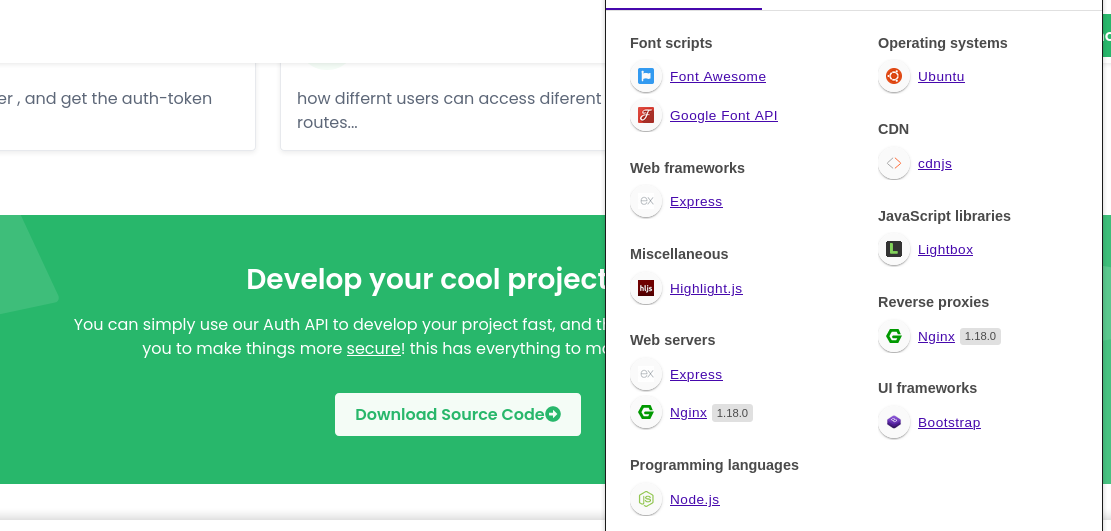 er , and get the auth-token
how differnt users can access diferent
routes...
Develop your cool project
You can simply use our Auth API to develop your project fast, and th
you to make things more secure! this has everything to mo
Download Source Code
Font scripts
Font Awesome
Google Font API
Web frameworks
ex Express
Miscellaneous
hljs Highlight.js
Web servers
ex Express
Nginx 1.18.0
Programming languages
Node.js
Operating systems
Ubuntu
CDN
cdnjs
JavaScript libraries
Lightbox
Reverse proxies
Nginx 1.18.0
UI frameworks
Bootstrap